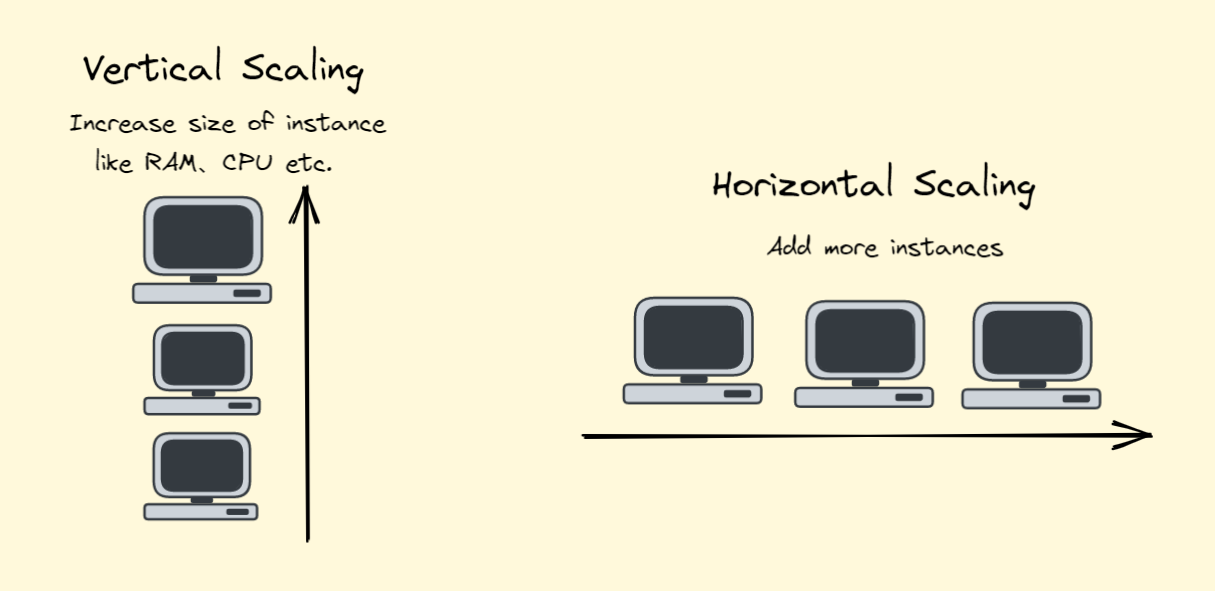 Vertical Scaling
Increase size of instance
like RAM、CPU etc.
Horizontal Scaling
Add more instances